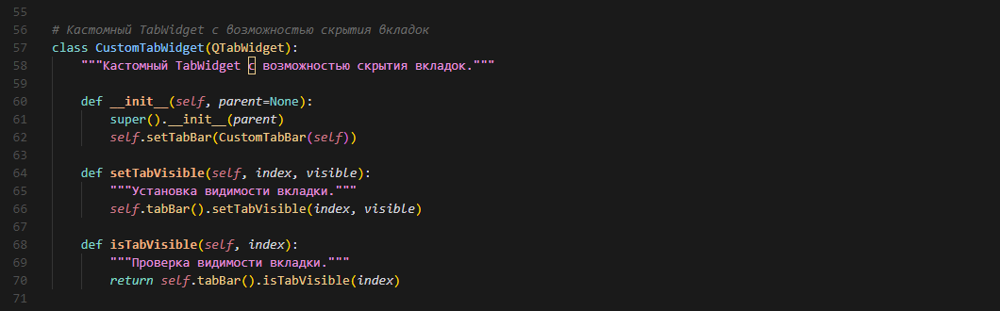 55
56 # Кастомный TabWidget с возможностью скрытия вкладок
57 class CustomTabWidget(QTabWidget):
58     """Кастомный TabWidget с возможностью скрытия вкладок."""
59
60     def __init__(self, parent=None):
61         super().__init__(parent)
62         self.setTabBar(CustomTabBar(self))
63
64     def setTabVisible(self, index, visible):
65         """Установка видимости вкладки."""
66         self.tabBar().setTabVisible(index, visible)
67
68     def isTabVisible(self, index):
69         """Проверка видимости вкладки."""
70         return self.tabBar().isTabVisible(index)
71